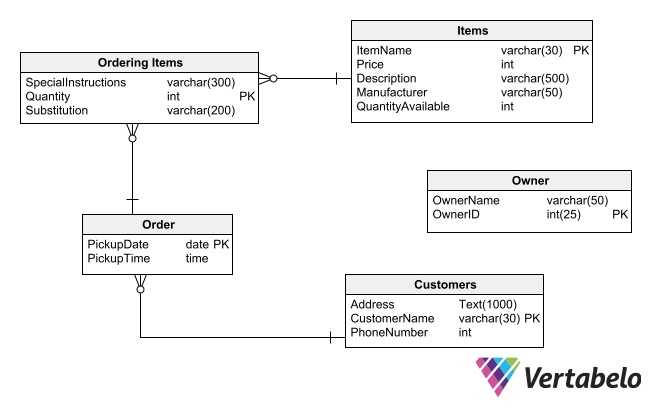 Items
ItemName varchar(30) PK
Price int
Description varchar(500)
Manufacturer varchar(50)
QuantityAvailable int
Ordering Items
SpecialInstructions varchar(300)
Quantity int PK
Substitution varchar(200)
Owner
OwnerName varchar(50)
OwnerID int(25) PK
Order
PickupDate date PK
PickupTime time
Customers
Address Text(1000)
CustomerName varchar(30) PK
PhoneNumber int
Vertabelo